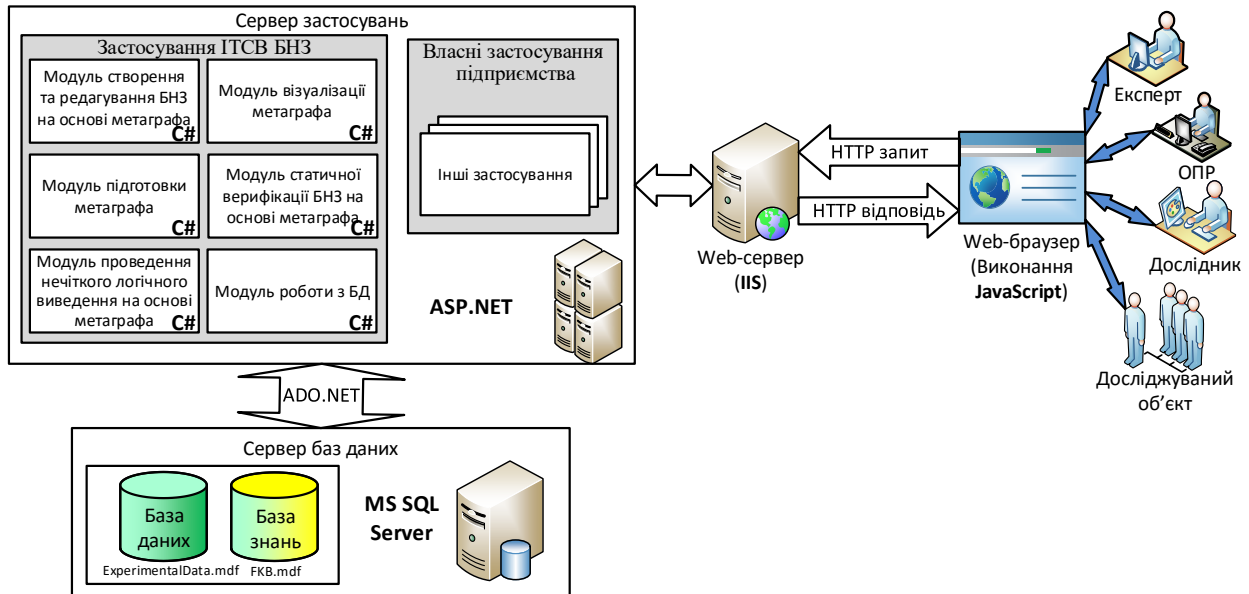 Сервер застосувань
Застосування ІТСВ БНЗ
Модуль створення
та редагування БНЗ
на основі метаграфа
C#
Модуль візуалізації
метаграфа
C#
Модуль підготовки
метаграфа
C#
Модуль статичної
верифікації БНЗ на
основі метаграфа
C#
Модуль проведення
нечіткого логічного
виведення на основі
метаграфа
C#
Модуль роботи з БД
C#
Власні застосування
підприємства
Інші застосування
ASP.NET
ADO.NET
Сервер баз даних
База
даних
ExperimentalData.mdf
База
знань
FKB.mdf
MS SQL
Server
Web-сервер
(IIS)
HTTP запит
HTTP відповідь
Web-браузер
(Виконання
JavaScript)
Експерт
ОПР
Дослідник
Досліджуваний
об’єкт